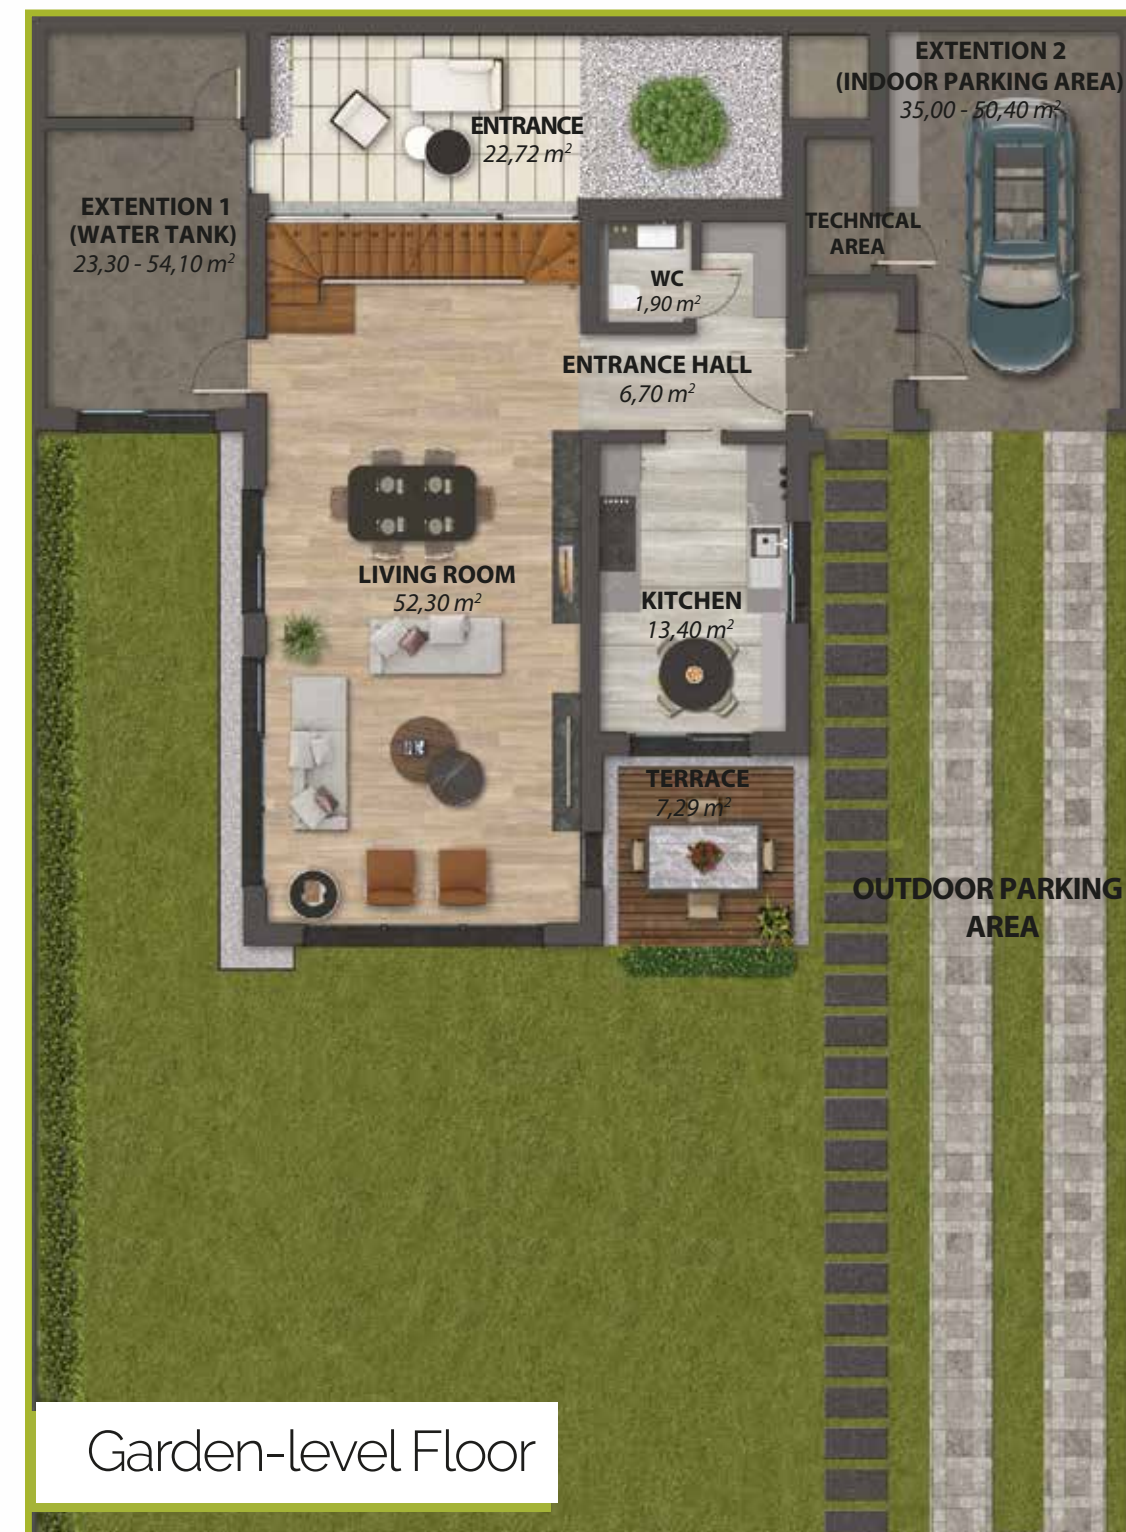 EXTENTION 2
(INDOOR PARKING AREA)
35,00 - 50,40 m²
ENTRANCE
22,72 m²
EXTENTION 1
(WATER TANK)
23,30 - 54,10 m²
TECHNICAL
AREA
WC
1,90 m²
ENTRANCE HALL
6,70 m²
LIVING ROOM
52,30 m²
KITCHEN
13,40 m²
TERRACE
7,29 m²
OUTDOOR PARKING
AREA
Garden-level Floor